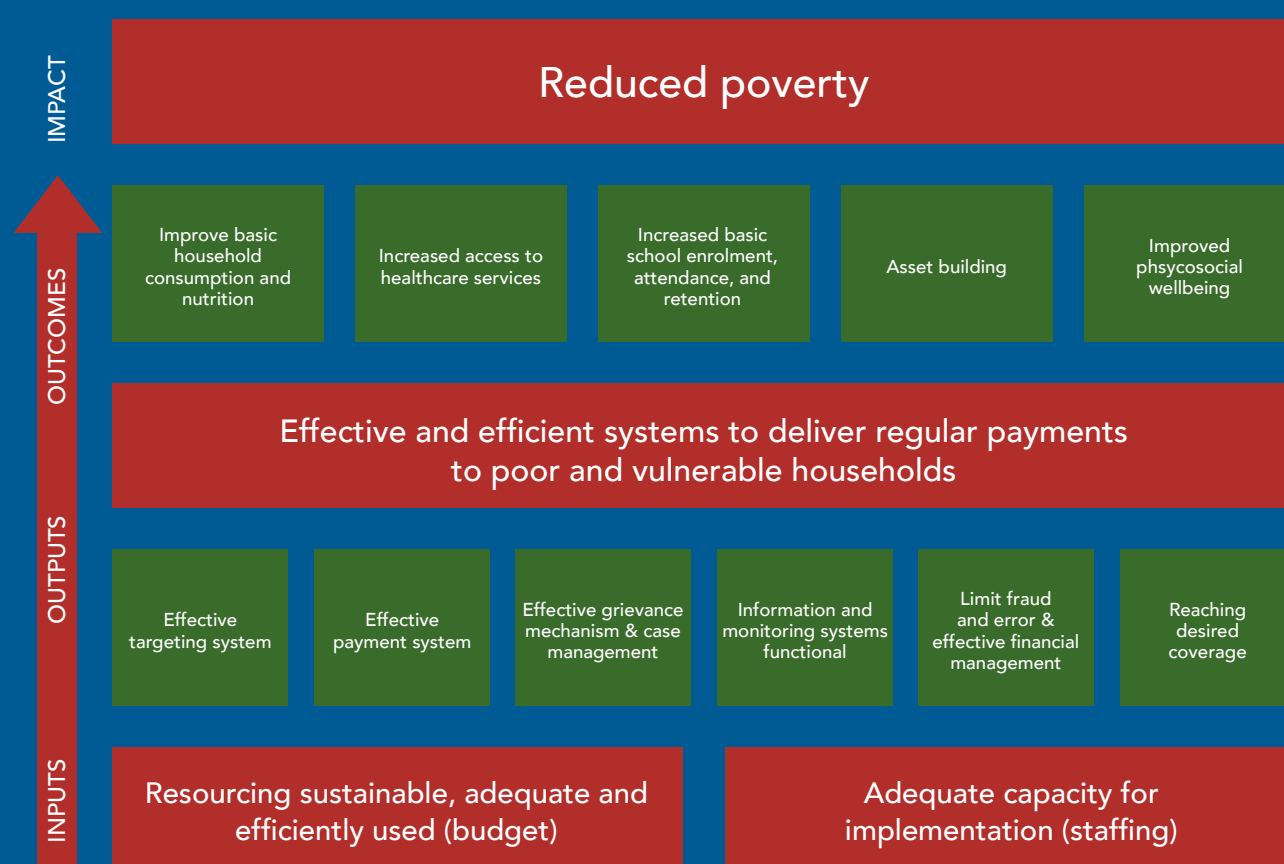 IMPACT
Reduced poverty
OUTCOMES
Improve basic
household
consumption and
nutrition
Increased access to
healthcare services
Increased basic
school enrolment,
attendance, and
retention
Asset building
Improved
phsycosocial
wellbeing
Effective and efficient systems to deliver regular payments
to poor and vulnerable households
OUTPUTS
Effective
targeting system
Effective
payment system
Effective grievance
mechanism & case
management
Information and
monitoring systems
functional
Limit fraud
and error &
effective financial
management
Reaching
desired
coverage
INPUTS
Resourcing sustainable, adequate and
efficiently used (budget)
Adequate capacity for
implementation (staffing)